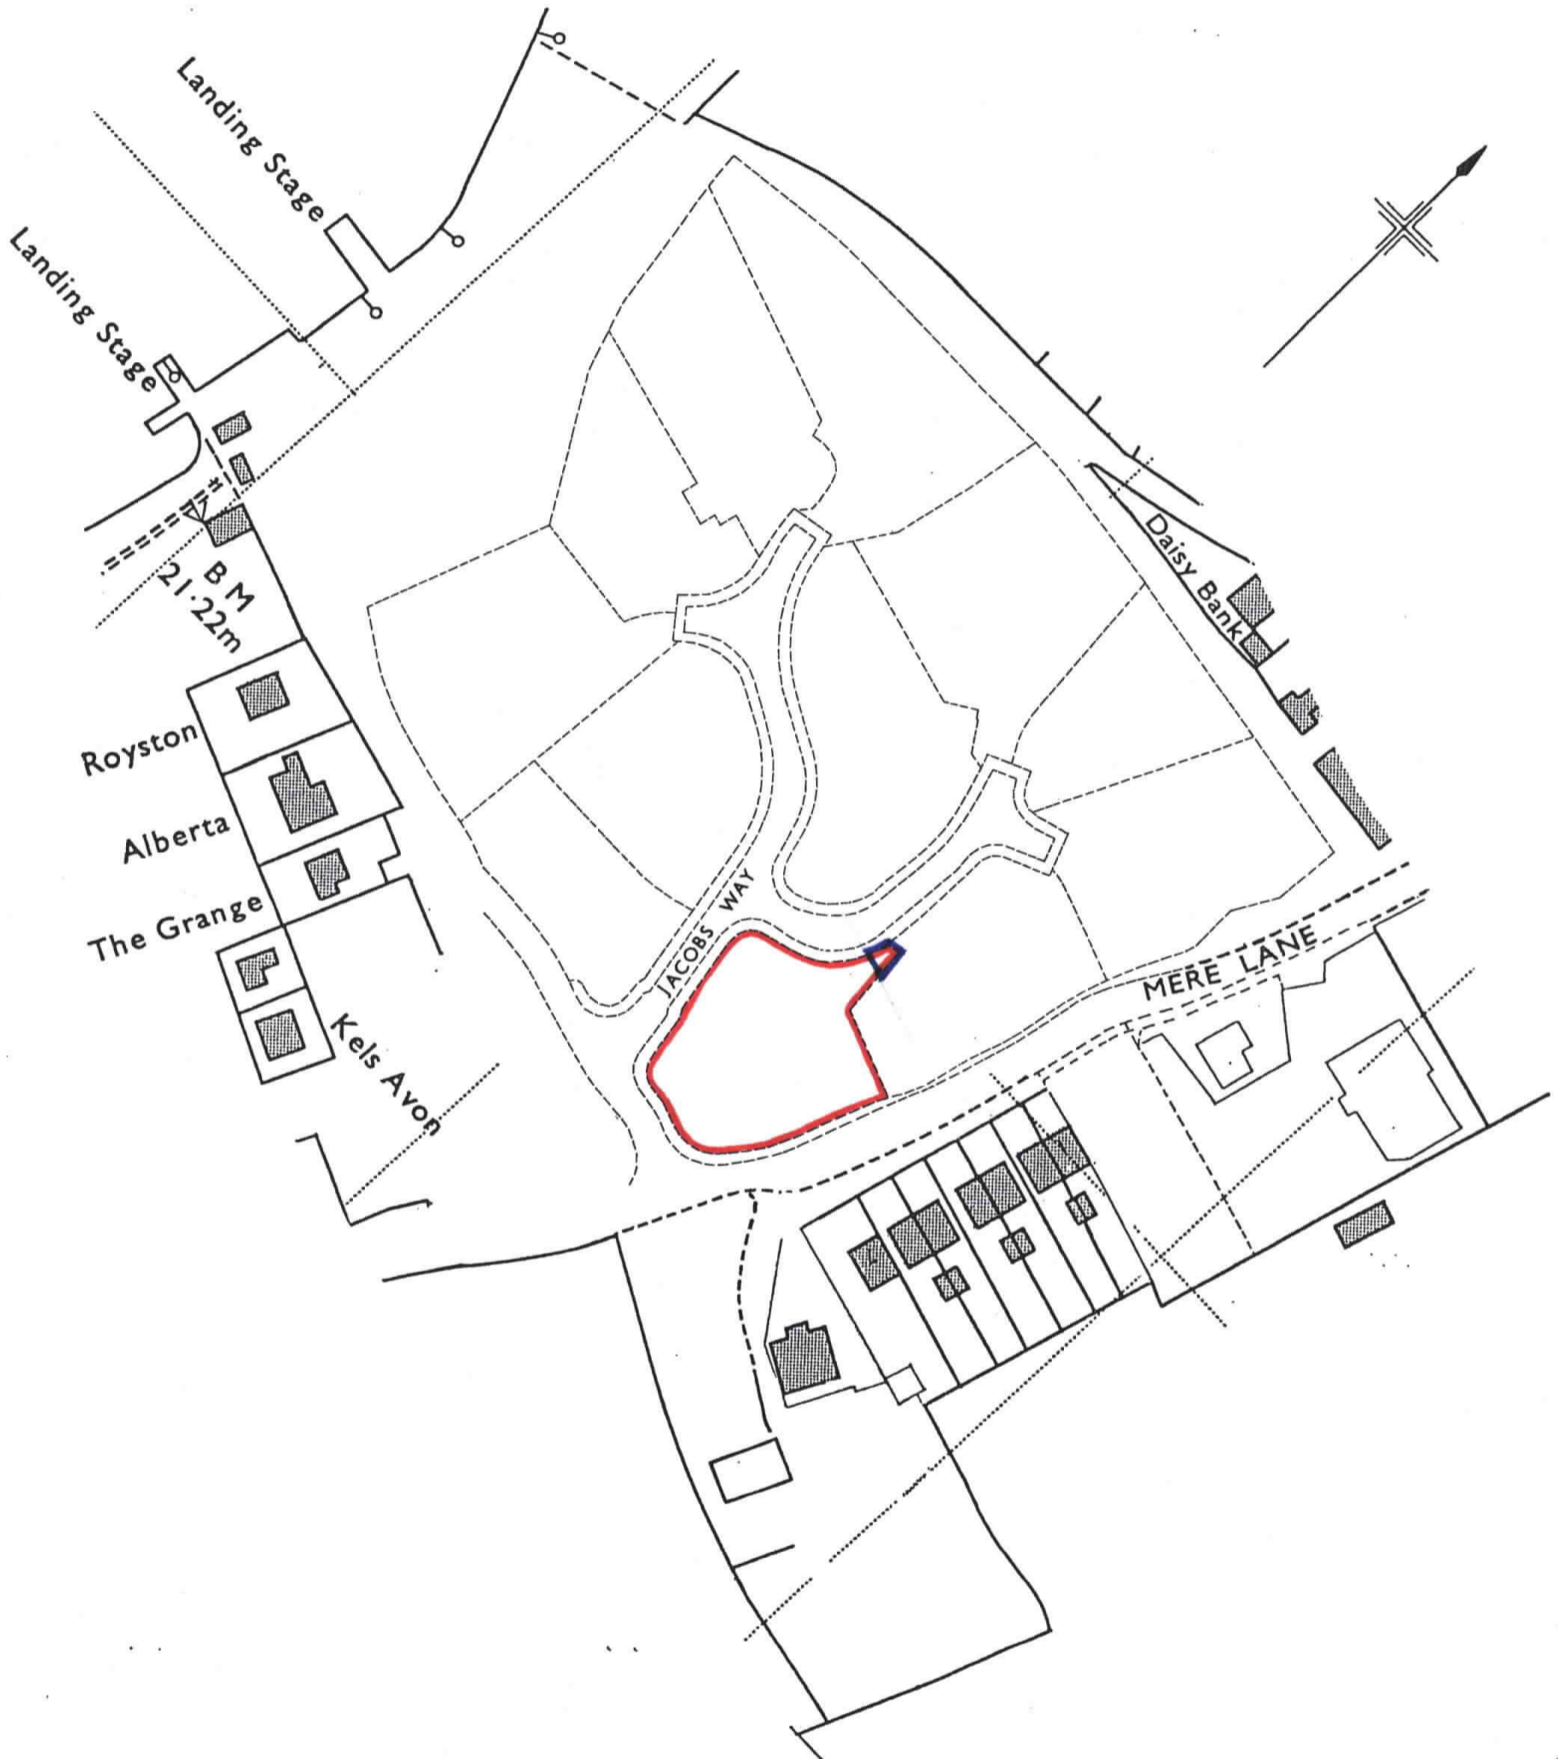 Landing Stage
Landing Stage
B M
21·22m
Daisy Bank
Royston
Alberta
The Grange
Kels Avon
JACOBS WAY
MERE LANE